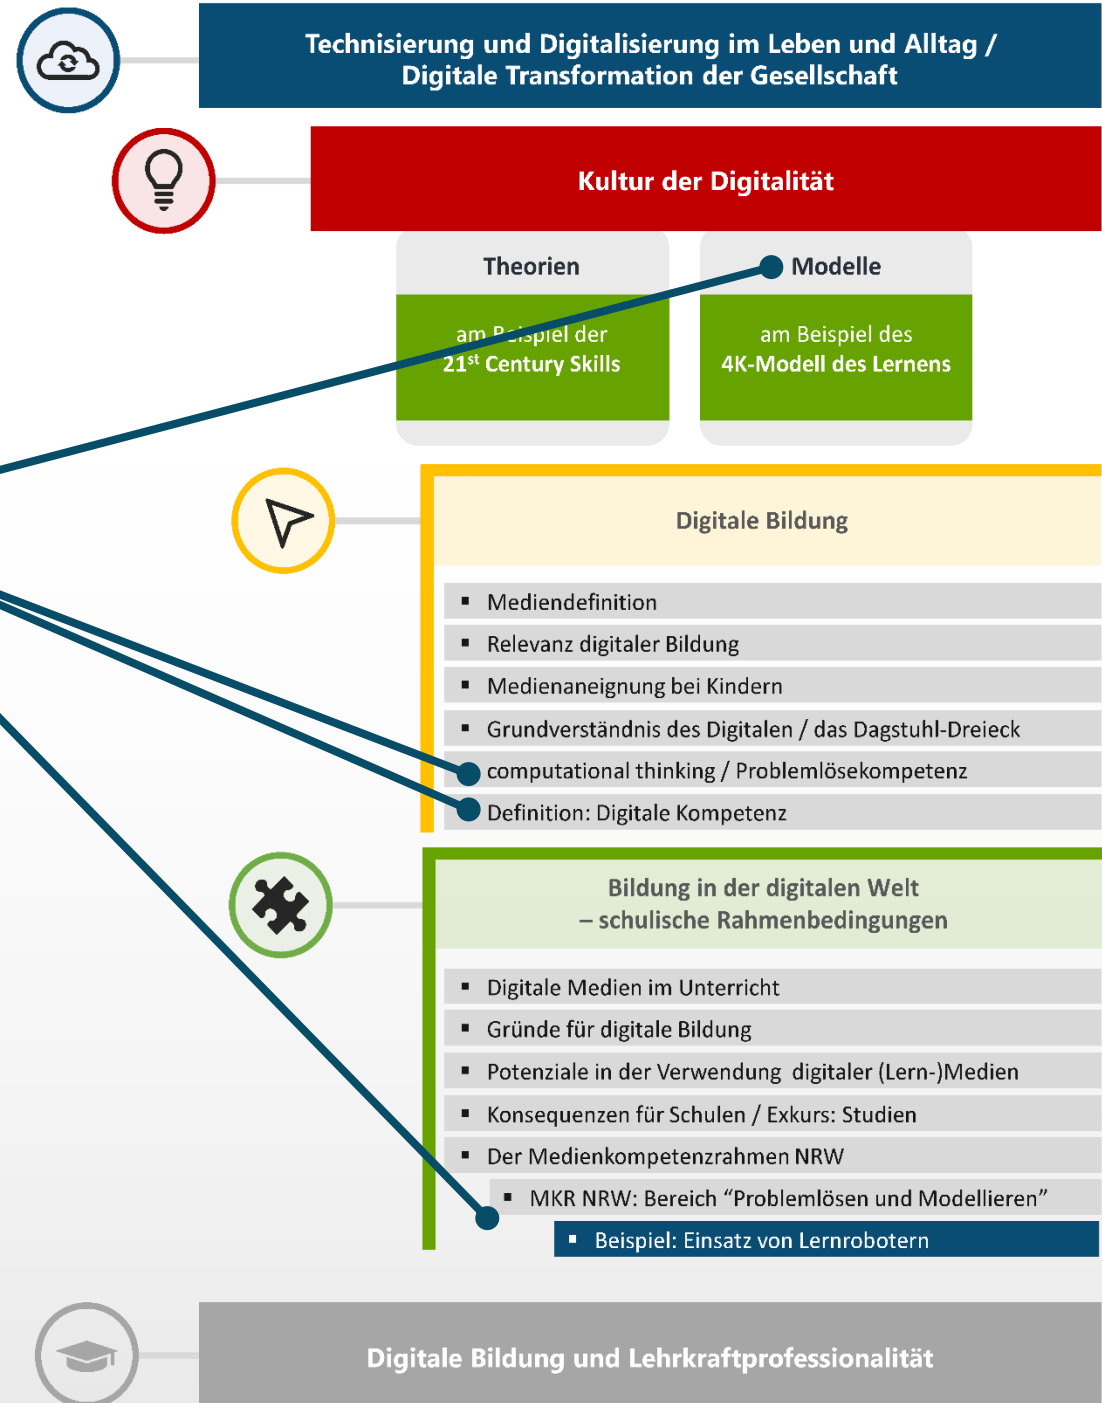 Technisierung und Digitalisierung im Leben und Alltag /
Digitale Transformation der Gesellschaft
Kultur der Digitalität
Theorien
am Beispiel der
21st Century Skills
Modelle
am Beispiel des
4K-Modell des Lernens
Digitale Bildung
▪ Mediendefinition
▪ Relevanz digitaler Bildung
▪ Medienaneignung bei Kindern
▪ Grundverständnis des Digitalen / das Dagstuhl-Dreieck
computational thinking / Problemlösekompetenz
Definition: Digitale Kompetenz
Bildung in der digitalen Welt
– schulische Rahmenbedingungen
▪ Digitale Medien im Unterricht
▪ Gründe für digitale Bildung
▪ Potenziale in der Verwendung digitaler (Lern-)Medien
▪ Konsequenzen für Schulen / Exkurs: Studien
▪ Der Medienkompetenzrahmen NRW
▪ MKR NRW: Bereich “Problemlösen und Modellieren”
▪ Beispiel: Einsatz von Lernrobotern
Digitale Bildung und Lehrkraftprofessionalität